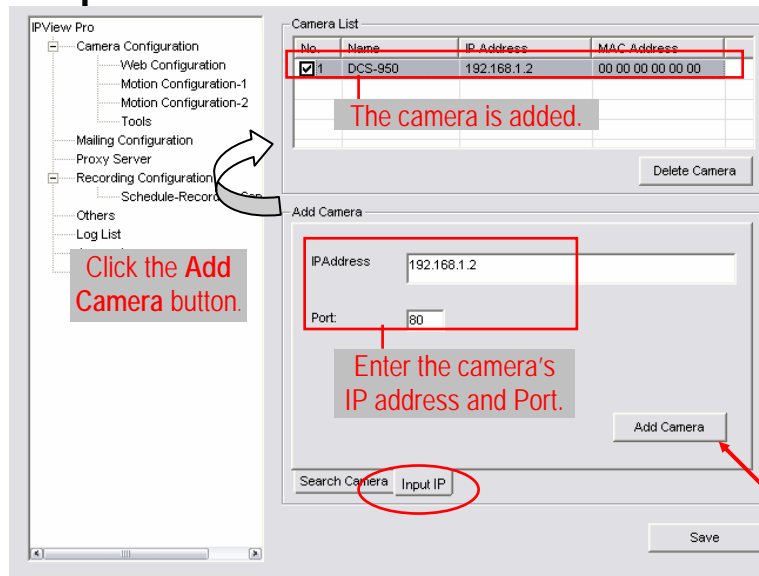 IPView Pro
Camera Configuration
Web Configuration
Motion Configuration-1
Motion Configuration-2
Tools
Mailing Configuration
Proxy Server
Recording Configuration
Others
Log List
Click the Add
Camera button.
Camera List
No. Name IP Address MAC Address
1 DCS-950 192.168.1.2 00 00 00 00 00 00
The camera is added.
Delete Camera
Add Camera
IPAddress 192.168.1.2
Port: 80
Enter the camera's
IP address and Port.
Add Camera
Search Camera Input IP
Save